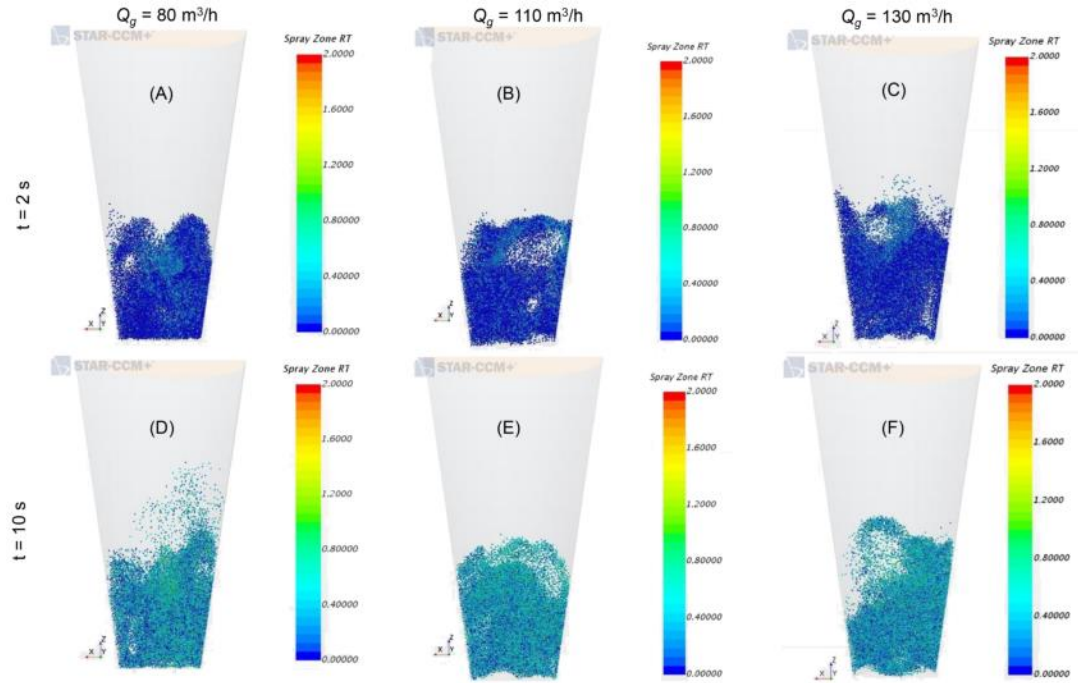 Q_g = 80 m³/h
Q_g = 110 m³/h
Q_g = 130 m³/h
t = 2 s
STAR-CCM+
(A)
Spray Zone RT
2.0000
1.6000
1.2000
0.80000
0.40000
0.00000
Z
X Y
STAR-CCM+
(B)
Spray Zone RT
2.0000
1.6000
1.2000
0.80000
0.40000
0.00000
Z
X Y
STAR-CCM+
(C)
Spray Zone RT
2.0000
1.6000
1.2000
0.80000
0.40000
0.00000
Z
X Y
t = 10 s
STAR-CCM+
(D)
Spray Zone RT
2.0000
1.6000
1.2000
0.80000
0.40000
0.00000
Z
X Y
STAR-CCM+
(E)
Spray Zone RT
2.0000
1.6000
1.2000
0.80000
0.40000
0.00000
Z
X Y
STAR-CCM+
(F)
Spray Zone RT
2.0000
1.6000
1.2000
0.80000
0.40000
0.00000
Z
X Y